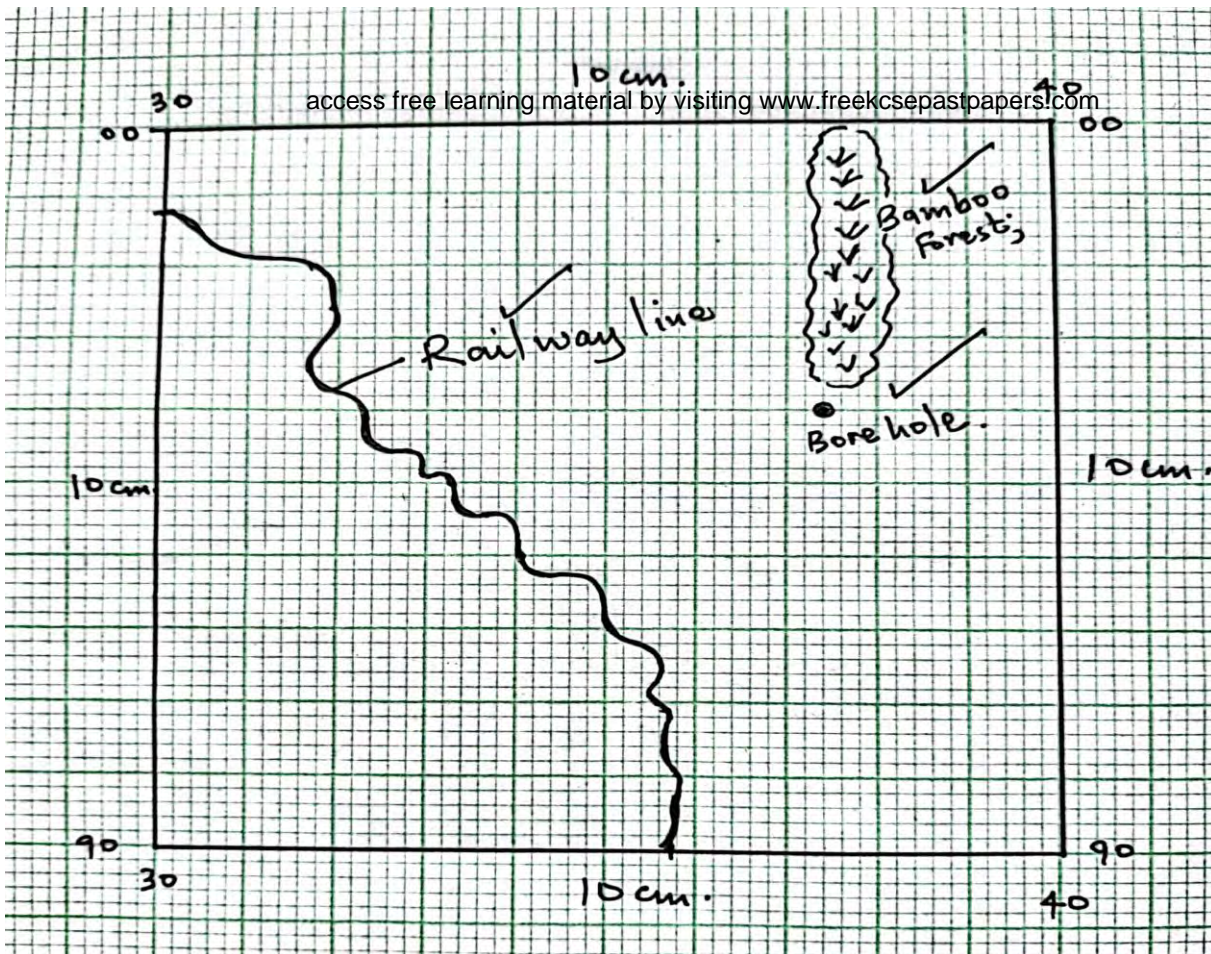 10 cm.
30
access free learning material by visiting www.freekcsepastpapers.com
40
00
00
Bamboo
forest;
Railway line
Borehole.
10 cm
10 cm.
90
90
30
10 cm.
40